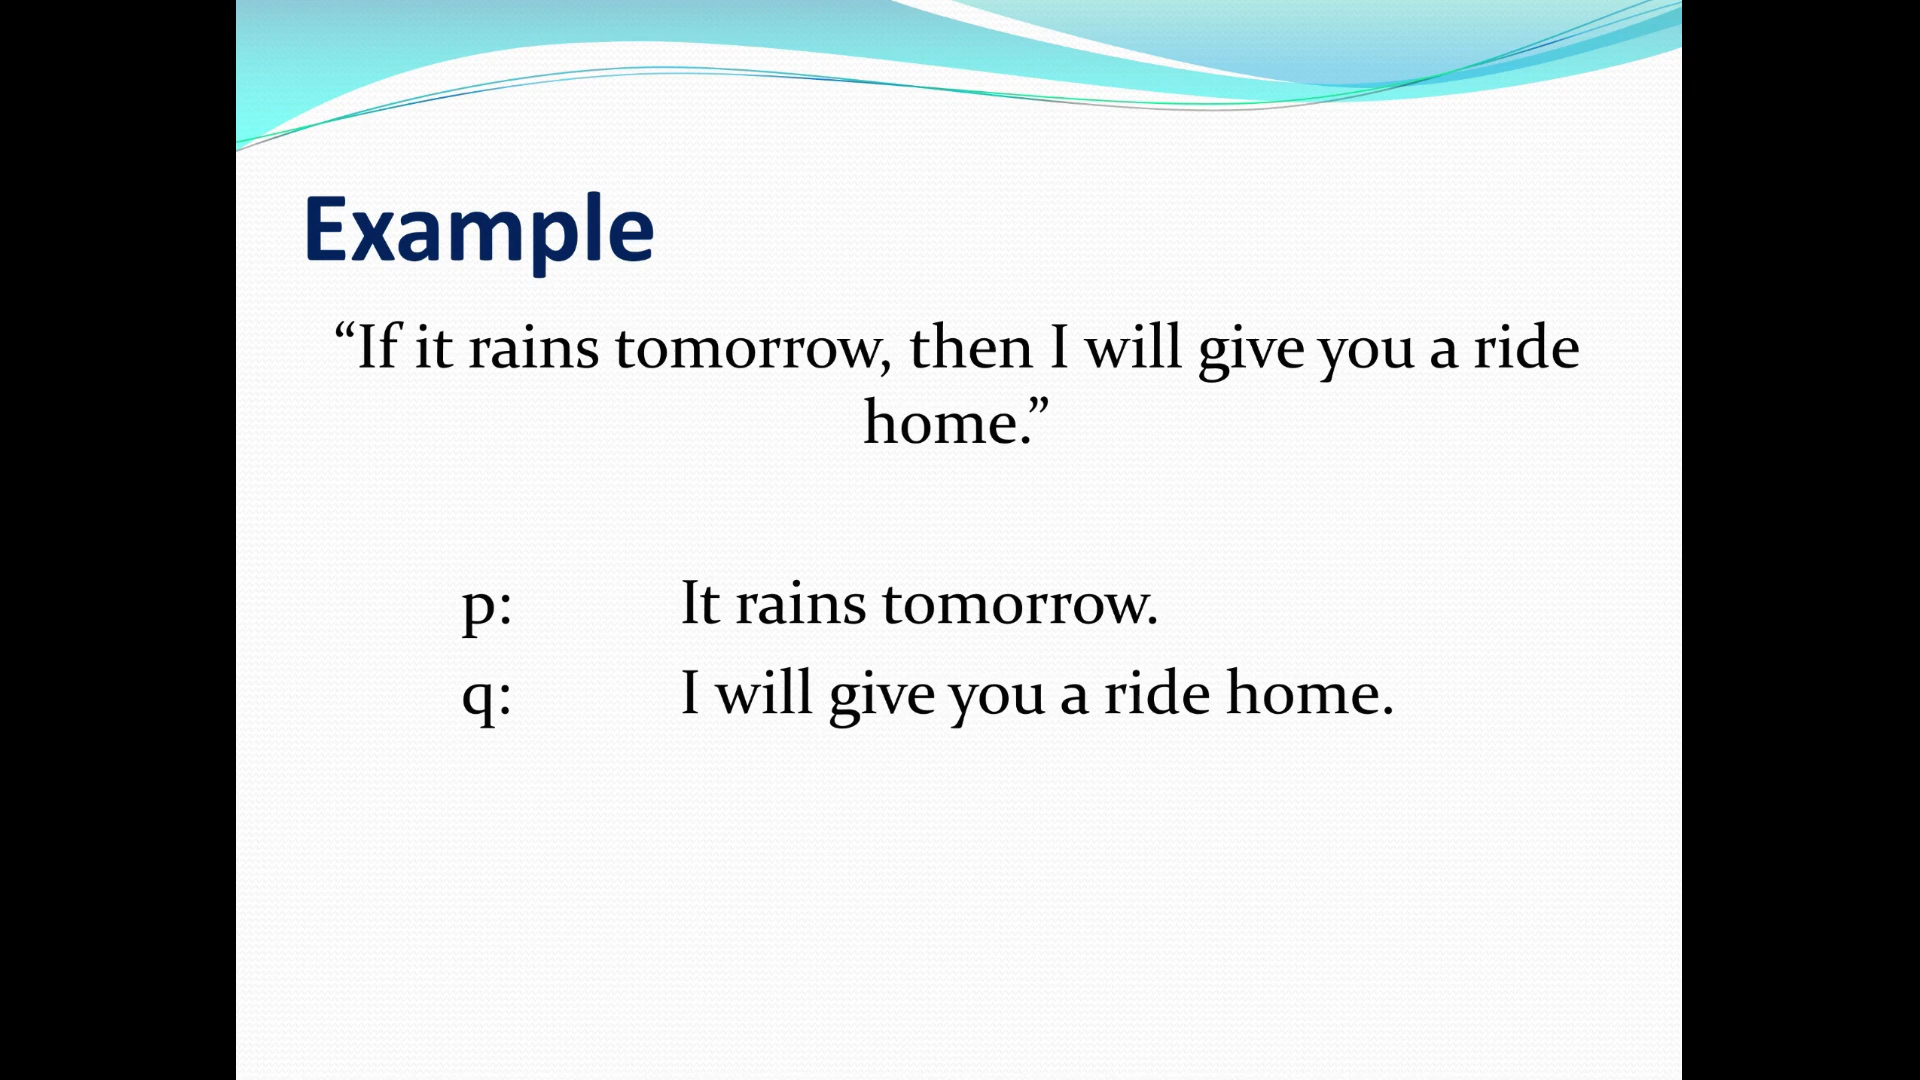 Example
“If it rains tomorrow, then I will give you a ride
home.”
p: It rains tomorrow.
q: I will give you a ride home.